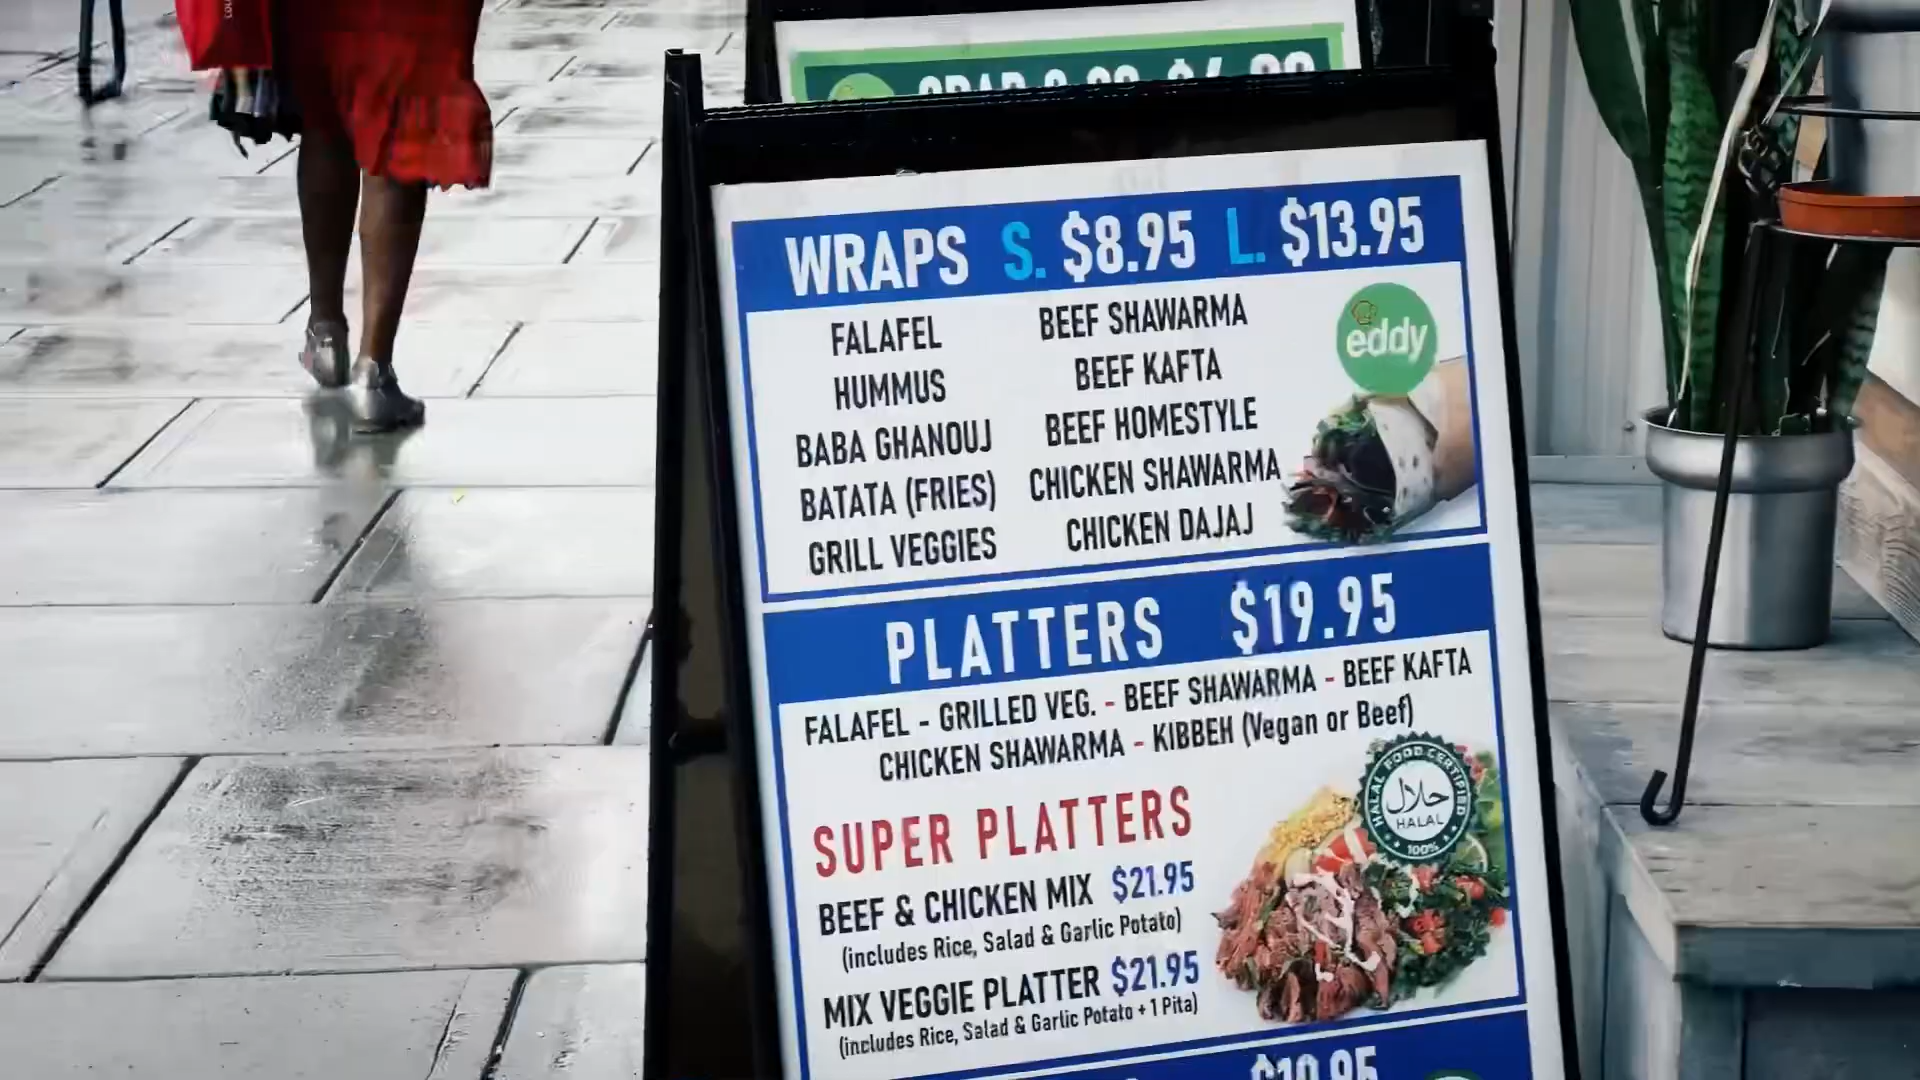 WRAPS S. $8.95 L. $13.95
FALAFEL
HUMMUS
BABA GHANOUJ
BATATA (FRIES)
GRILL VEGGIES
BEEF SHAWARMA
BEEF KAFTA
BEEF HOMESTYLE
CHICKEN SHAWARMA
CHICKEN DAJAJ
eddy
PLATTERS $19.95
FALAFEL - GRILLED VEG. - BEEF SHAWARMA - BEEF KAFTA
CHICKEN SHAWARMA - KIBBEH (Vegan or Beef)
SUPER PLATTERS
BEEF & CHICKEN MIX $21.95
(includes Rice, Salad & Garlic Potato)
MIX VEGGIE PLATTER $21.95
(includes Rice, Salad & Garlic Potato + 1 Pita)
HALAL FOOD CERTIFIED
حلال
HALAL
100%